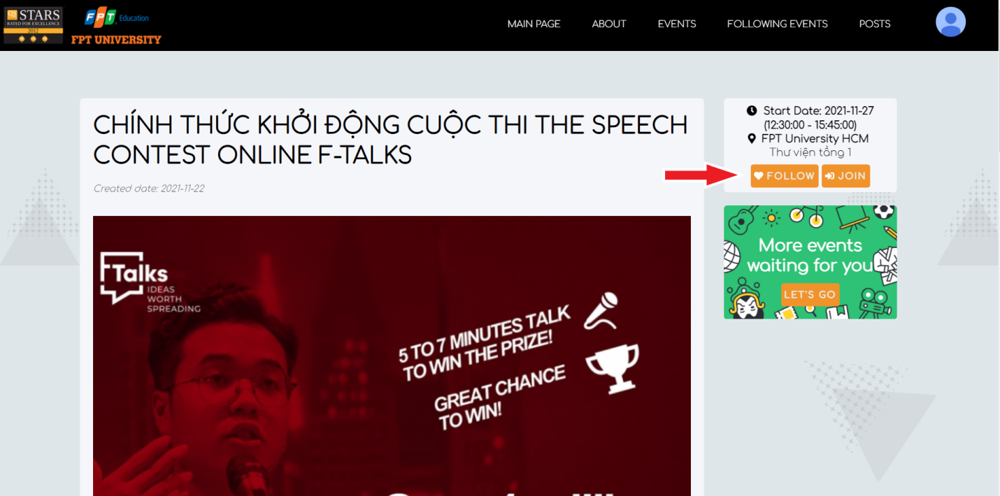 QS STARS
RATED FOR EXCELLENCE
2012
FPT Education
FPT UNIVERSITY
MAIN PAGE
ABOUT
EVENTS
FOLLOWING EVENTS
POSTS
CHÍNH THỨC KHỞI ĐỘNG CUỘC THI THE SPEECH
CONTEST ONLINE F-TALKS
Created date: 2021-11-22
FTalks
IDEAS
WORTH
SPREADING
5 TO 7 MINUTES TALK
TO WIN THE PRIZE!
GREAT CHANCE
TO WIN!
Start Date: 2021-11-27
(12:30:00 - 15:45:00)
FPT University HCM
Thư viện tầng 1
FOLLOW
JOIN
More events
waiting for you
LET'S GO